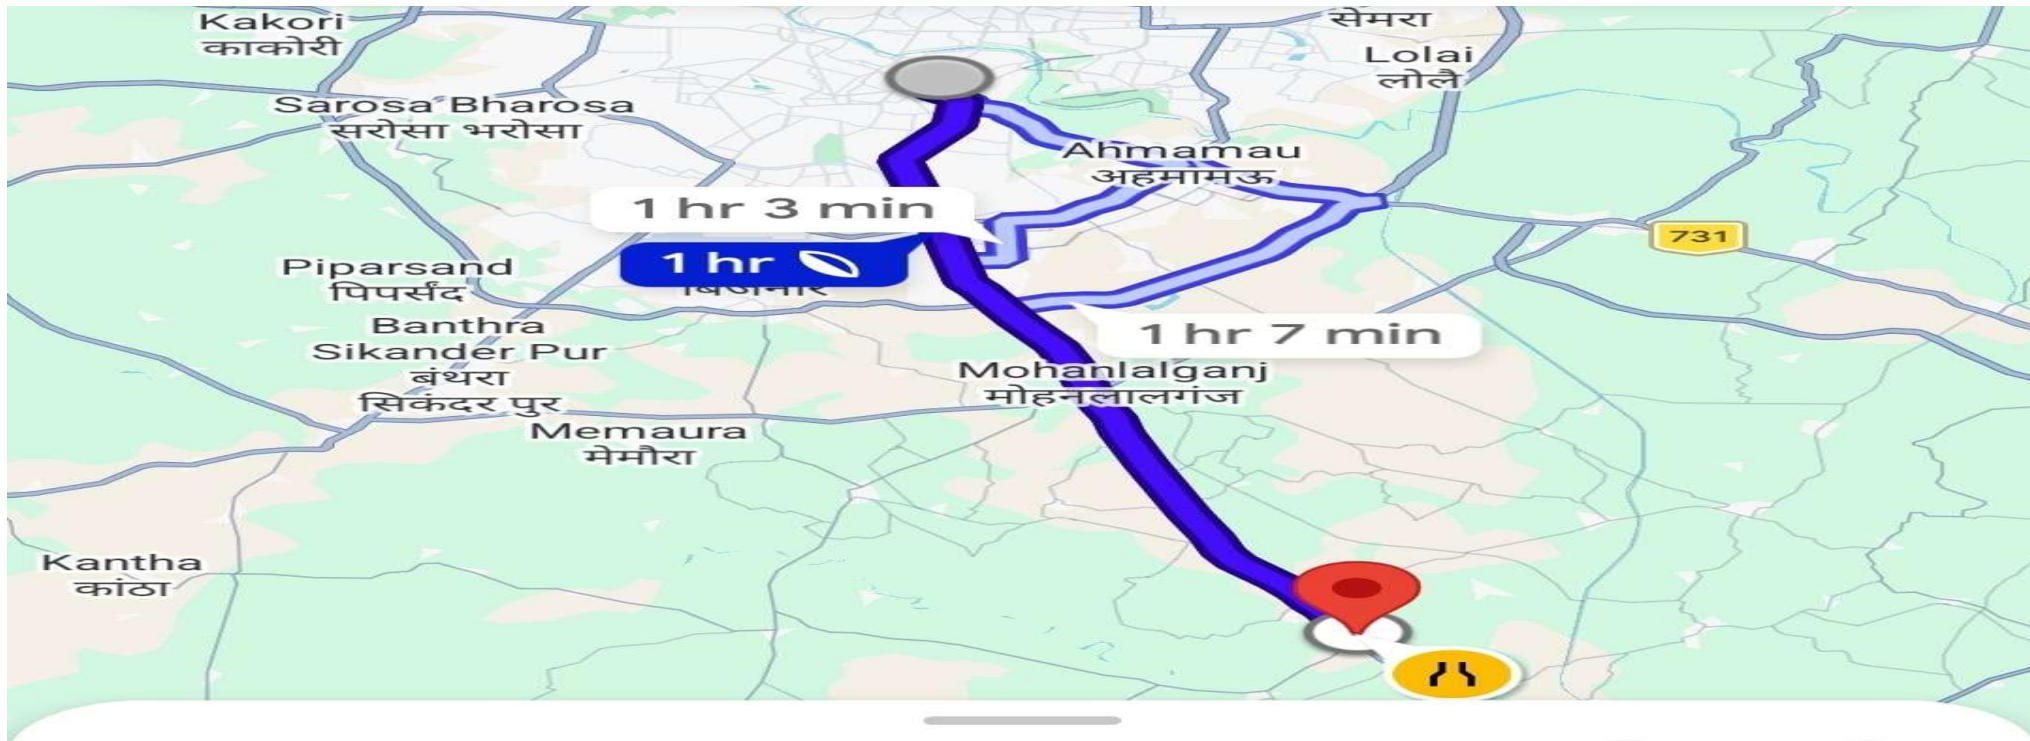 Kakori
काकोरी
सेमरा
Lolai
लोलै
Sarosa Bharosa
सरोसा भरोसा
Ahmamau
अहमामऊ
1 hr 3 min
731
1 hr
Piparsand
पिपर्संद
Banthra
Sikander Pur
बंथरा
सिकंदर पुर
1 hr 7 min
Mohanlalganj
मोहनलालगंज
Memaura
मेमौरा
Kantha
कांठा